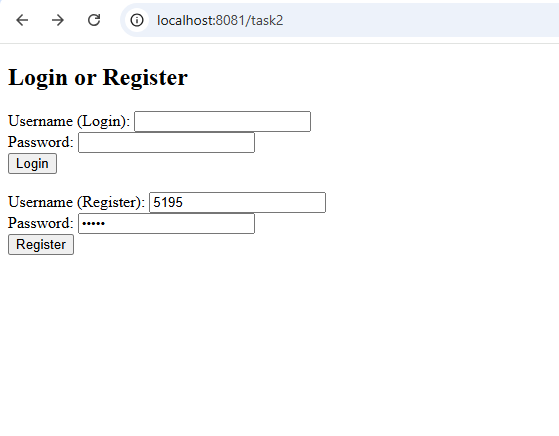 localhost:8081/task2
Login or Register
Username (Login):
Password:
Login
Username (Register): 5195
Password: •••••
Register